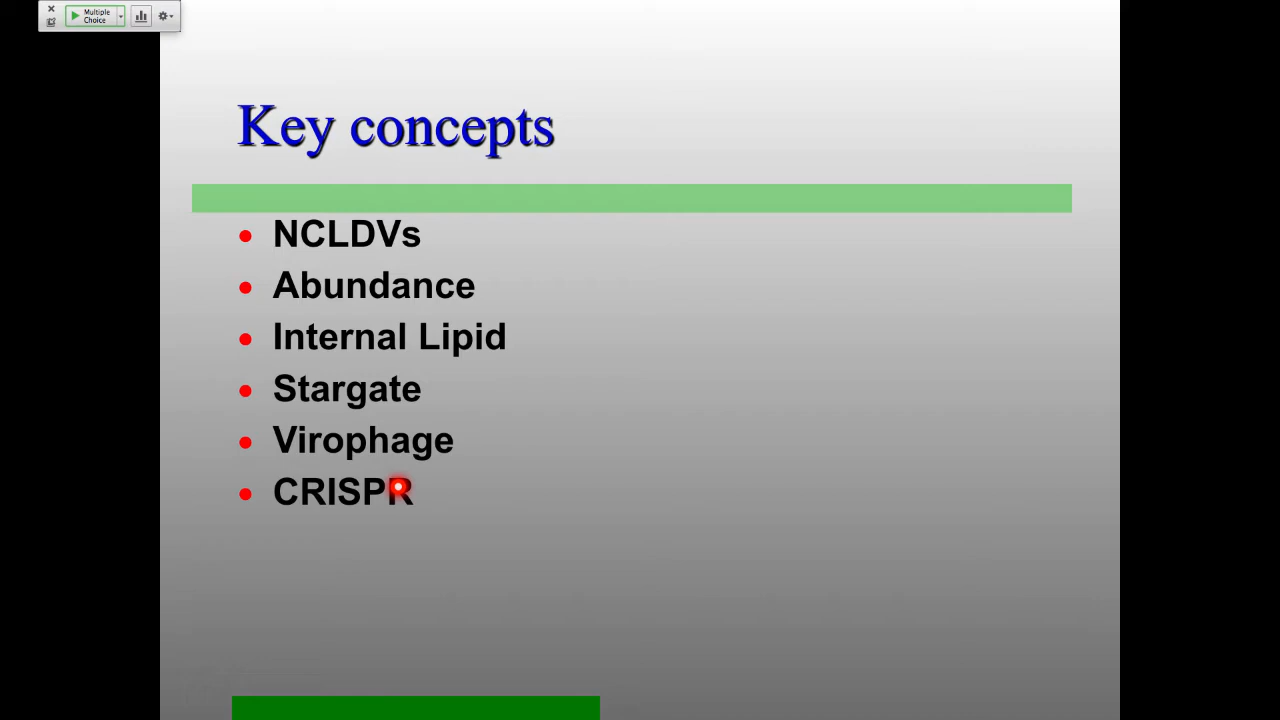 Multiple
Choice
Key concepts
NCLDVs
Abundance
Internal Lipid
Stargate
Virophage
CRISPR